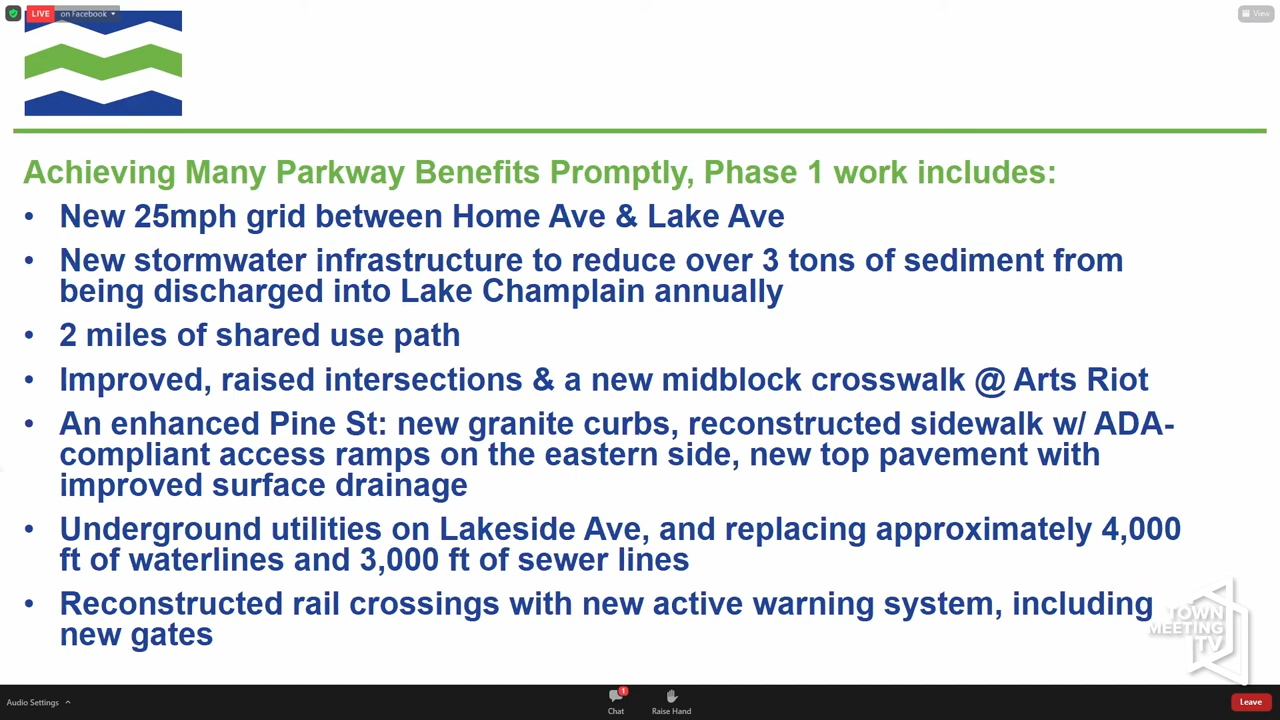 LIVE on Facebook
View
Achieving Many Parkway Benefits Promptly, Phase 1 work includes:
• New 25mph grid between Home Ave & Lake Ave
• New stormwater infrastructure to reduce over 3 tons of sediment from
being discharged into Lake Champlain annually
• 2 miles of shared use path
• Improved, raised intersections & a new midblock crosswalk @ Arts Riot
• An enhanced Pine St: new granite curbs, reconstructed sidewalk w/ ADA-
compliant access ramps on the eastern side, new top pavement with
improved surface drainage
• Underground utilities on Lakeside Ave, and replacing approximately 4,000
ft of waterlines and 3,000 ft of sewer lines
• Reconstructed rail crossings with new active warning system, including
new gates
TOWN
MEETING
TV
Audio Settings
1
Chat
Raise Hand
Leave